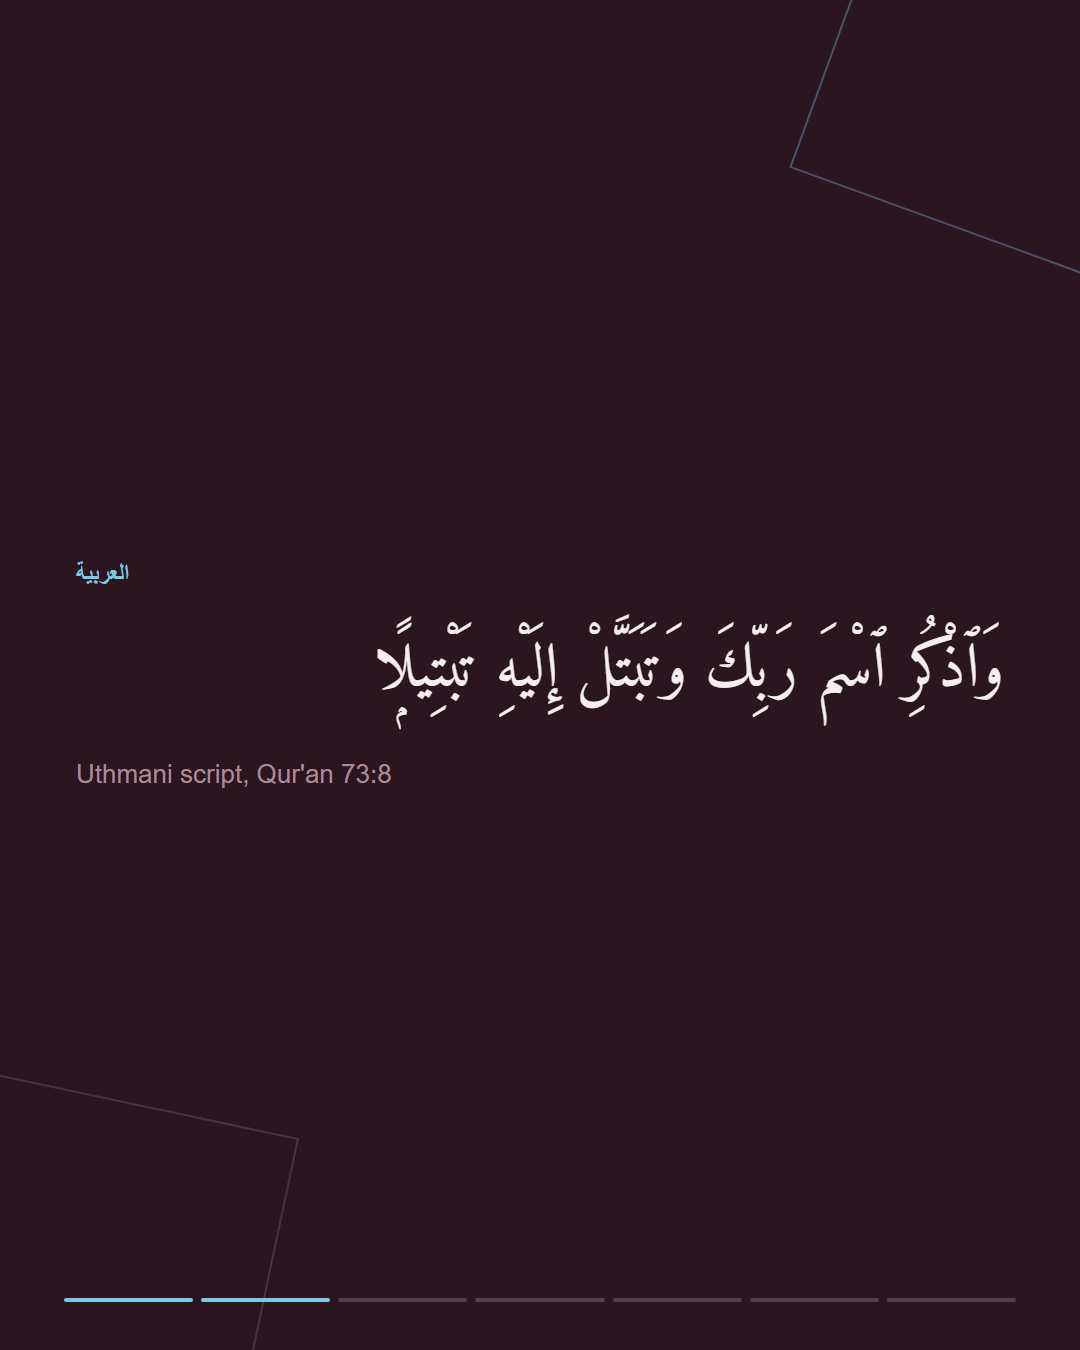 العربية
وَٱذْكُرِ ٱسْمَ رَبِّكَ وَتَبَتَّلْ إِلَيْهِ تَبْتِيلًۭا
Uthmani script, Qur'an 73:8